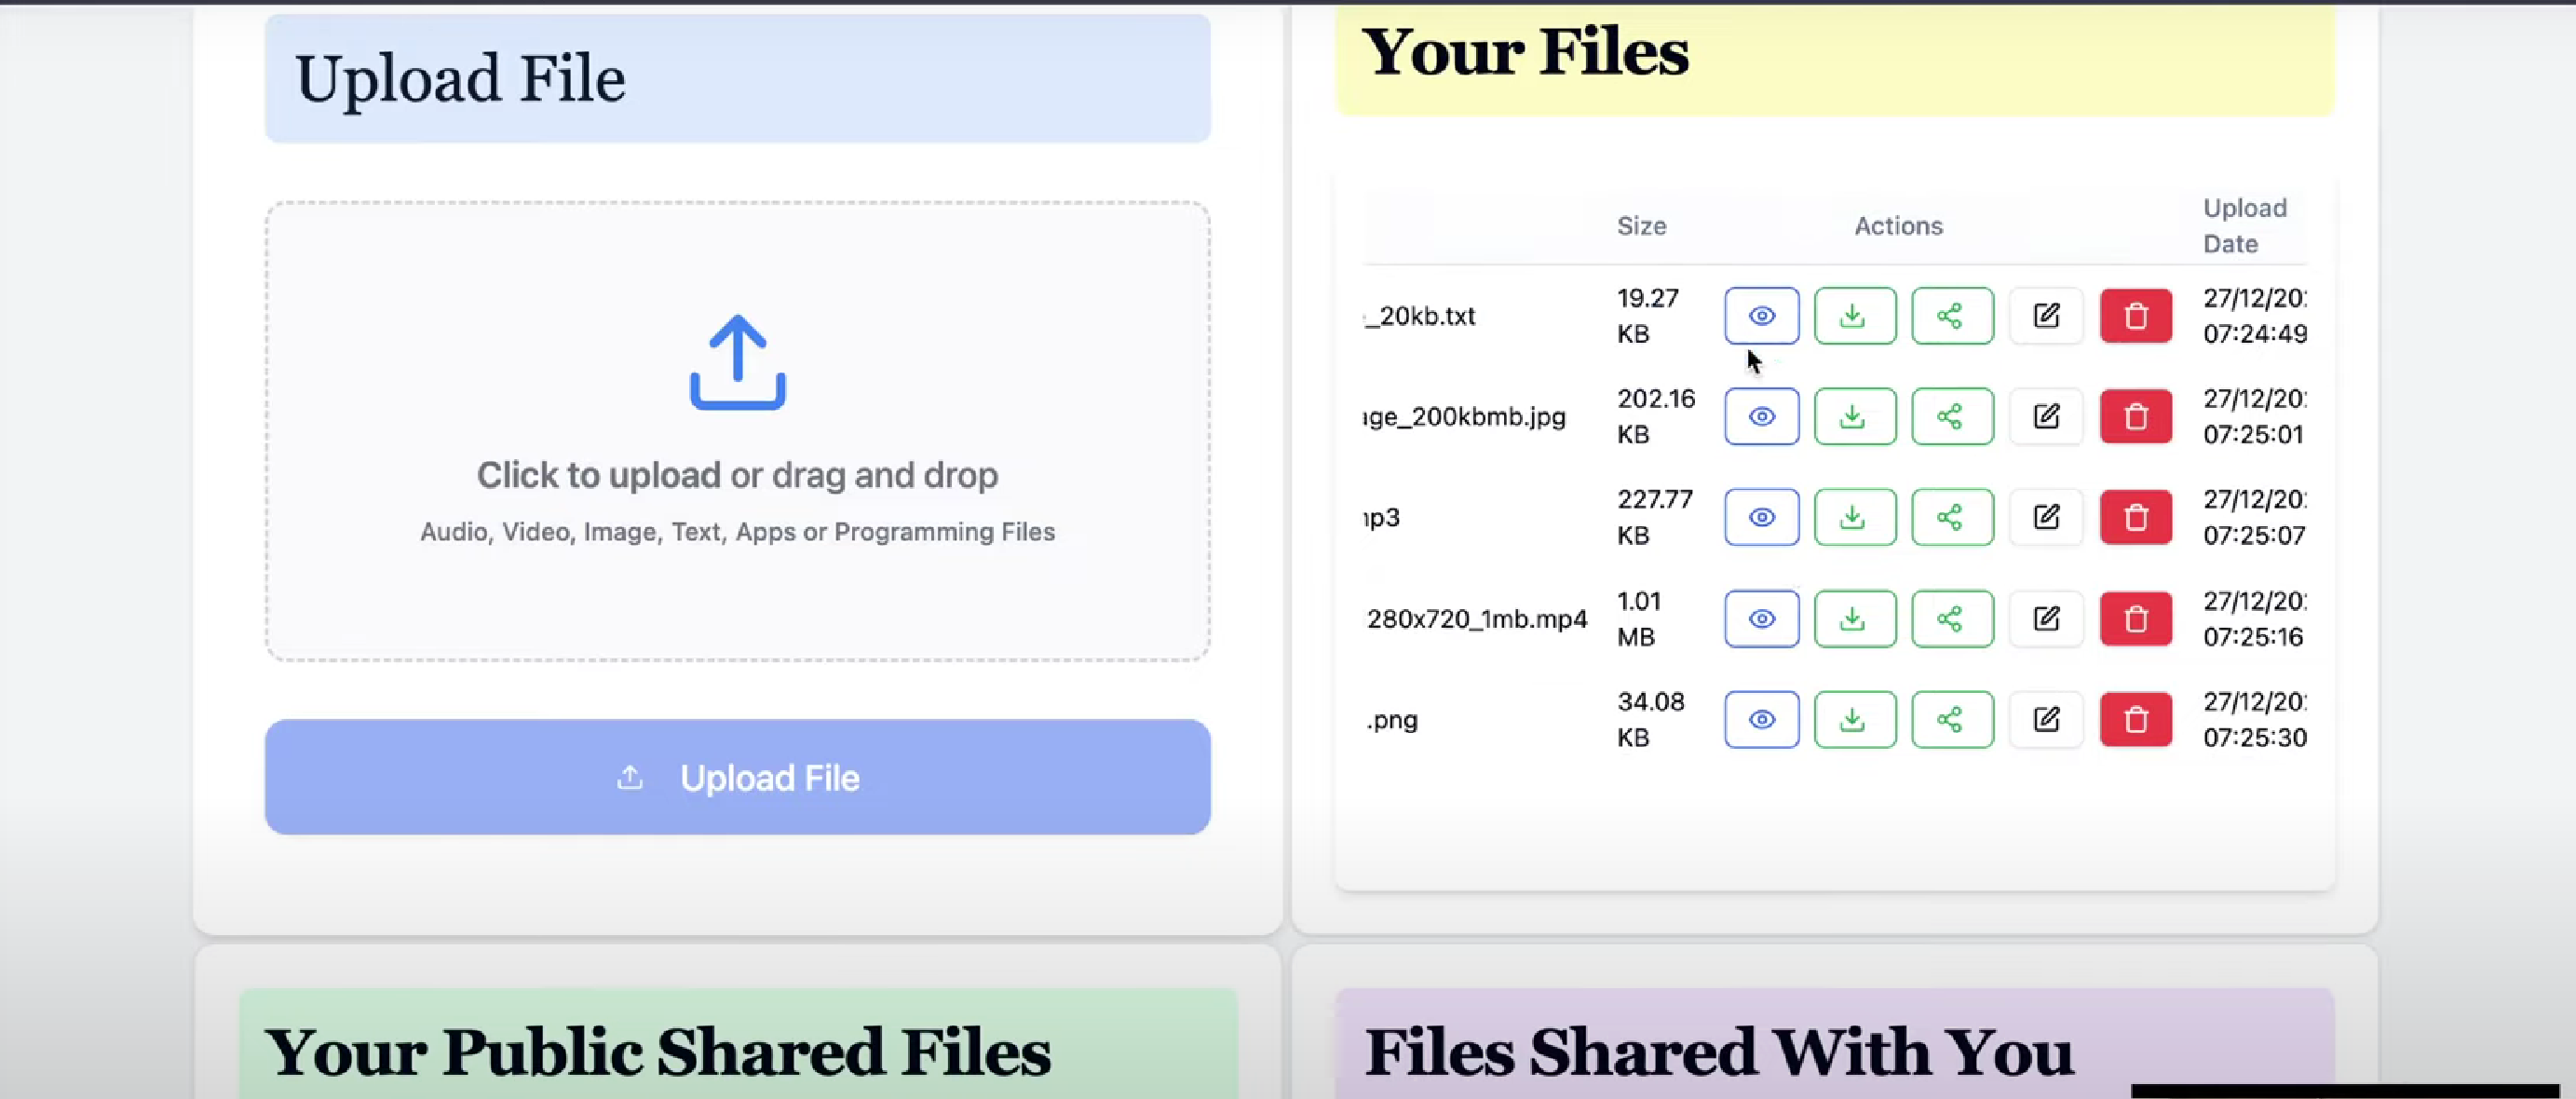 Upload File
Click to upload or drag and drop
Audio, Video, Image, Text, Apps or Programming Files
Upload File
Your Files
Size Actions Upload
Date
_20kb.txt 19.27
KB 27/12/20
07:24:49
ge_200kbmb.jpg 202.16
KB 27/12/20
07:25:01
p3 227.77
KB 27/12/20
07:25:07
280x720_1mb.mp4 1.01
MB 27/12/20
07:25:16
.png 34.08
KB 27/12/20
07:25:30
Your Public Shared Files
Files Shared With You